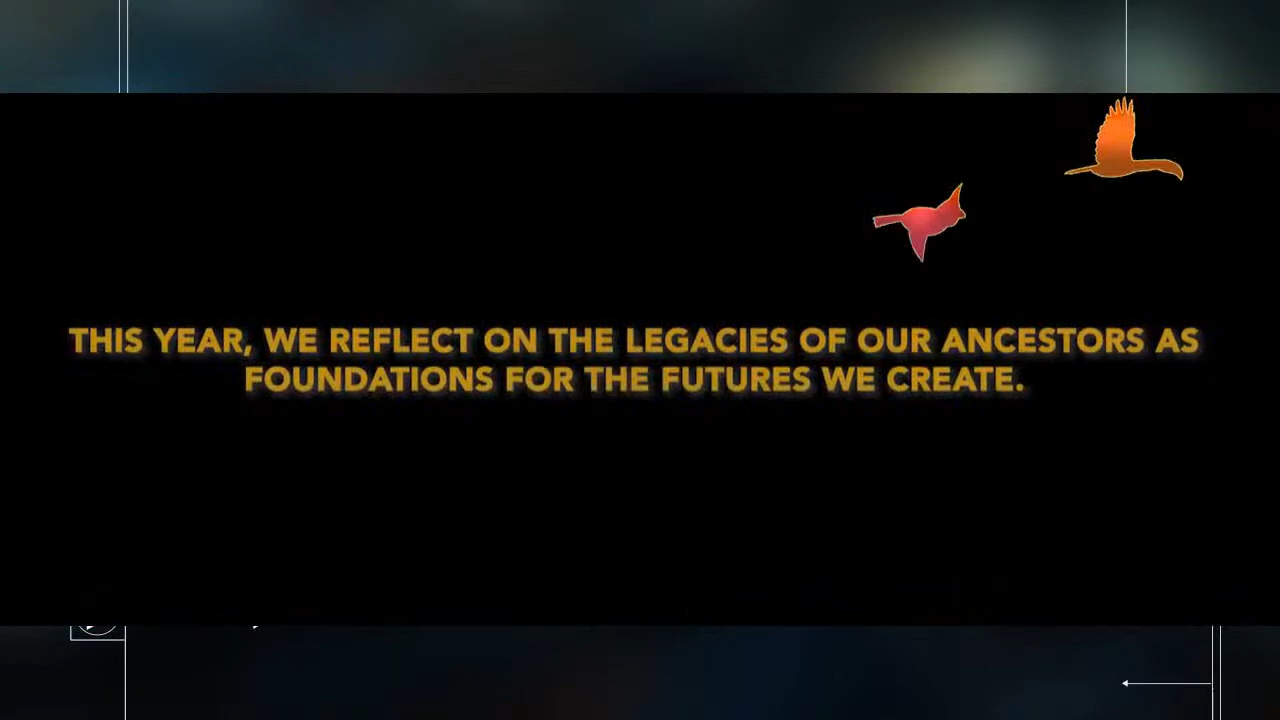 THIS YEAR, WE REFLECT ON THE LEGACIES OF OUR ANCESTORS AS
FOUNDATIONS FOR THE FUTURES WE CREATE.